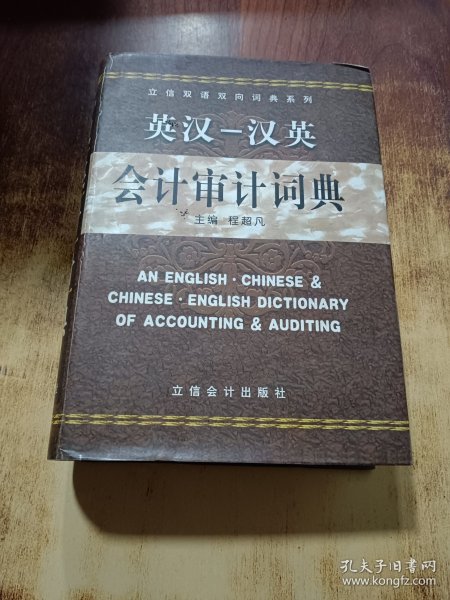 立信双语双向词典系列
英汉－汉英
会计审计词典
主编 程超凡
AN ENGLISH · CHINESE &
CHINESE · ENGLISH DICTIONARY
OF ACCOUNTING & AUDITING
立信会计出版社
孔夫子旧书网
www.kongfz.com